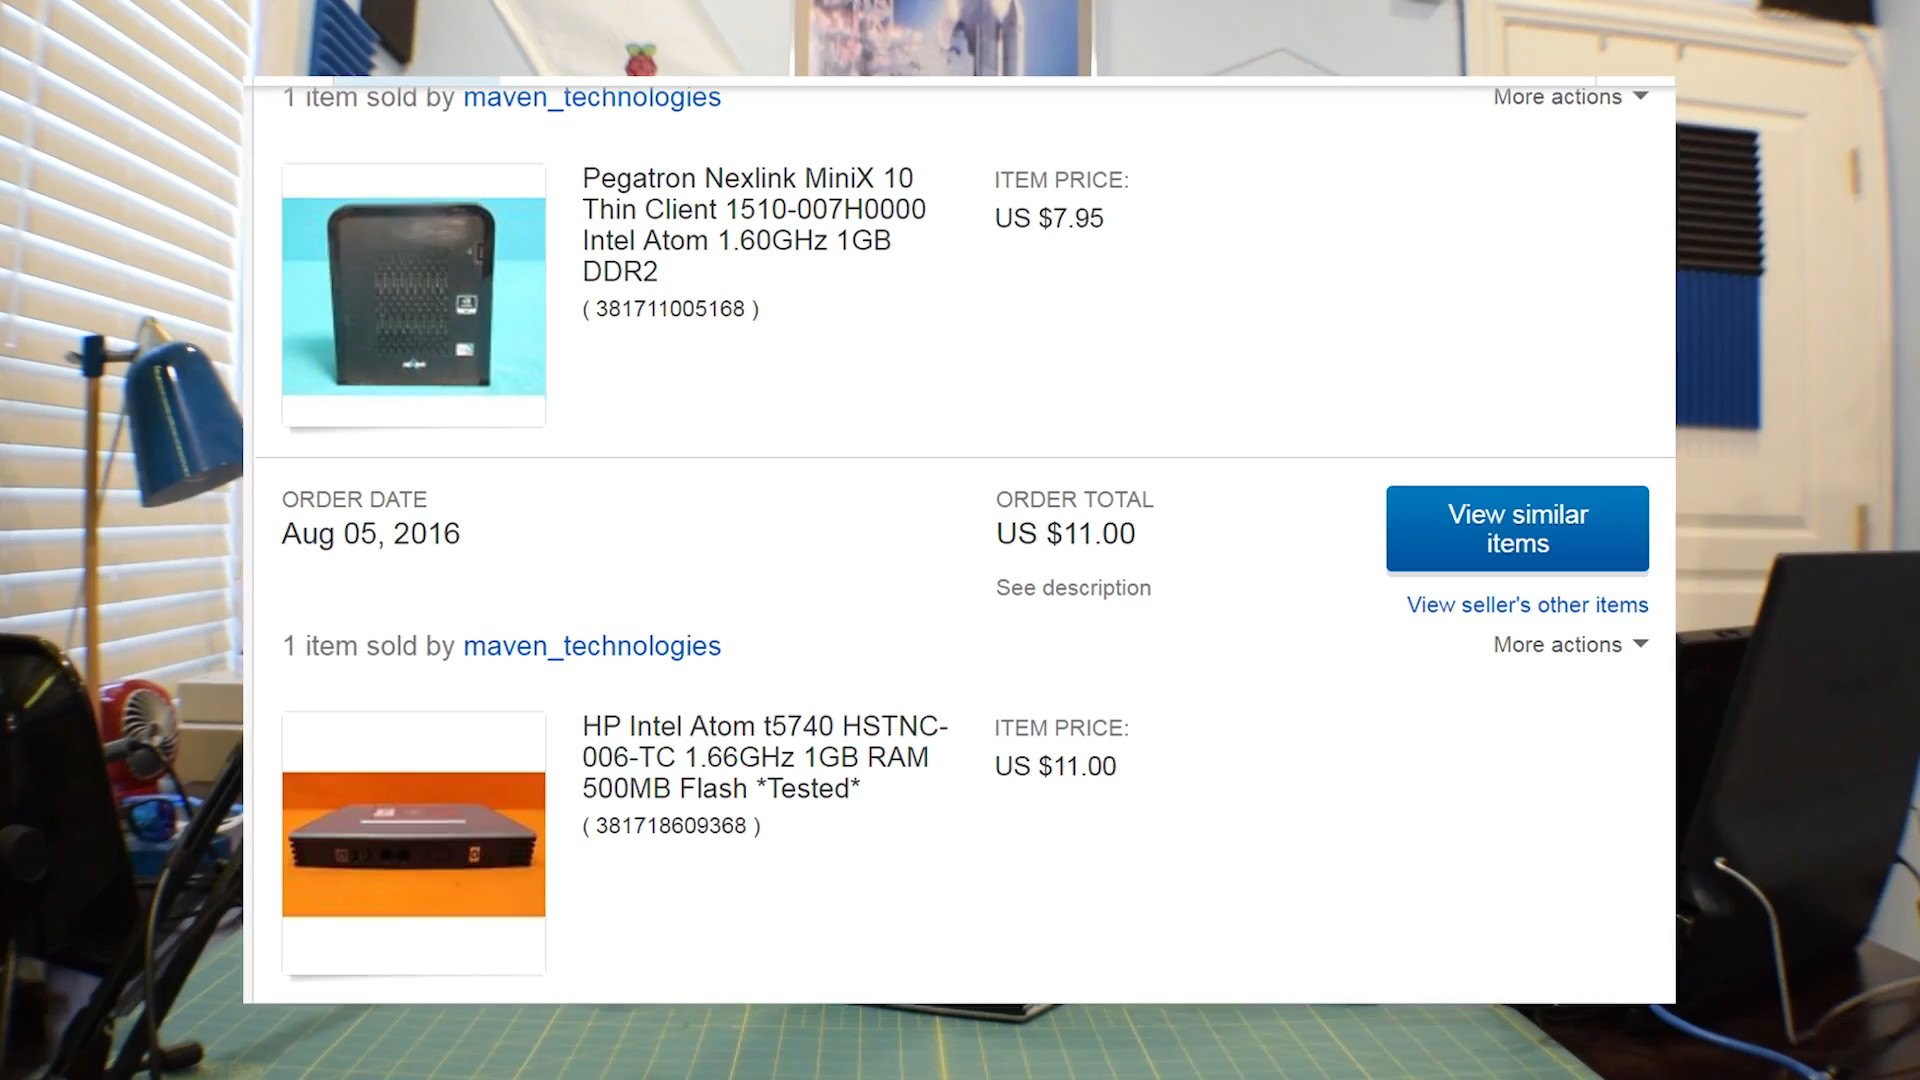 1 item sold by maven_technologies
More actions
Pegatron Nexlink MiniX 10
Thin Client 1510-007H0000
Intel Atom 1.60GHz 1GB
DDR2
( 381711005168 )
ITEM PRICE:
US $7.95
ORDER DATE
Aug 05, 2016
ORDER TOTAL
US $11.00
See description
View similar
items
View seller's other items
1 item sold by maven_technologies
More actions
HP Intel Atom t5740 HSTNC-
006-TC 1.66GHz 1GB RAM
500MB Flash *Tested*
( 381718609368 )
ITEM PRICE:
US $11.00